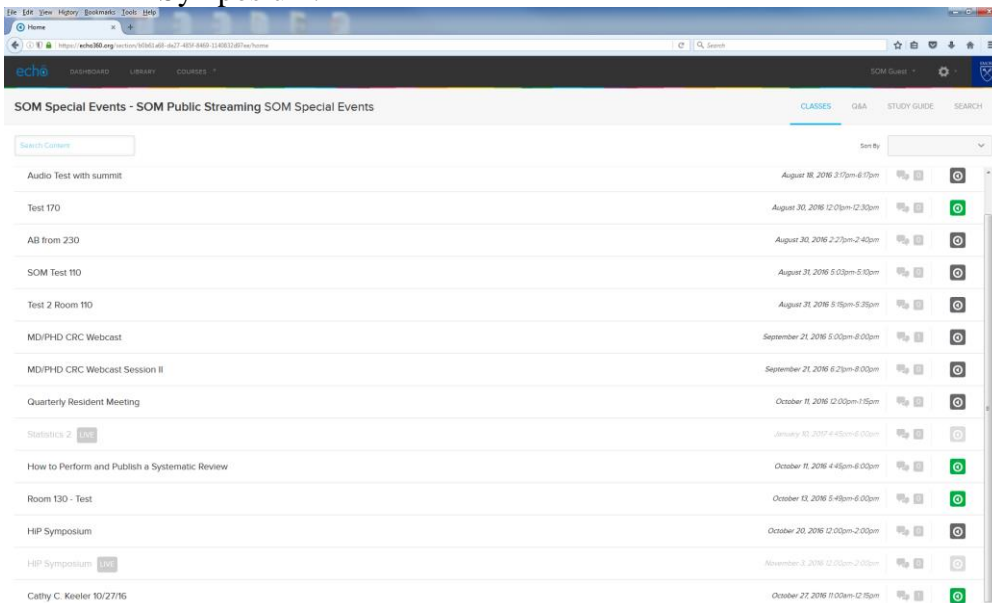 Symposium.
File Edit View History Bookmarks Tools Help
Home
Search
echo DASHBOARD LIBRARY COURSES SOM Guest
SOM Special Events - SOM Public Streaming SOM Special Events CLASSES Q&A STUDY GUIDE SEARCH
Search Content Sort By
Audio Test with summit August 18, 2016 3:17pm-6:17pm
Test 170 August 30, 2016 12:01pm-12:30pm
AB from 230 August 30, 2016 2:27pm-2:40pm
SOM Test 110 August 31, 2016 5:03pm-5:10pm
Test 2 Room 110 August 31, 2016 5:15pm-5:35pm
MD/PHD CRC Webcast September 21, 2016 5:00pm-8:00pm
MD/PHD CRC Webcast Session II September 21, 2016 6:21pm-8:00pm
Quarterly Resident Meeting October 11, 2016 12:00pm-1:15pm
Statistics 2 LIVE January 10, 2017 4:45pm-6:00pm
How to Perform and Publish a Systematic Review October 11, 2016 4:45pm-6:00pm
Room 130 - Test October 13, 2016 5:49pm-6:00pm
HiP Symposium October 20, 2016 12:00pm-2:00pm
HIP Symposium LIVE November 3, 2016 12:00pm-2:00pm
Cathy C. Keeler 10/27/16 October 27, 2016 11:00am-12:15pm